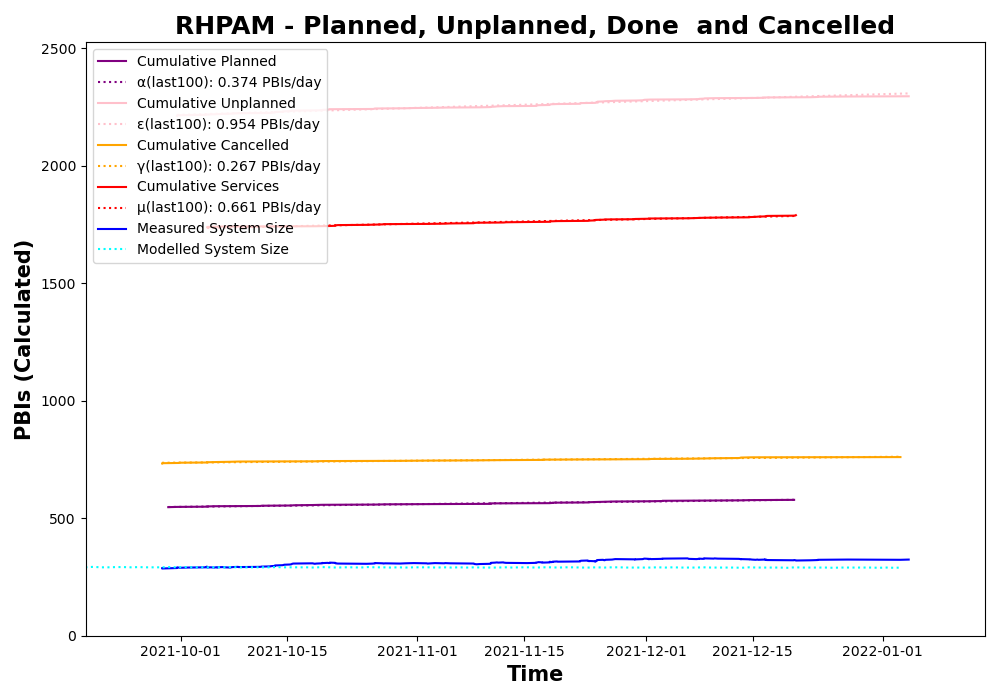 RHPAM - Planned, Unplanned, Done  and Cancelled
2500
2000
1500
1000
500
0
PBIs (Calculated)
Cumulative Planned
α(last100): 0.374 PBIs/day
Cumulative Unplanned
ε(last100): 0.954 PBIs/day
Cumulative Cancelled
γ(last100): 0.267 PBIs/day
Cumulative Services
μ(last100): 0.661 PBIs/day
Measured System Size
Modelled System Size
2021-10-01 2021-10-15 2021-11-01 2021-11-15 2021-12-01 2021-12-15 2022-01-01
Time